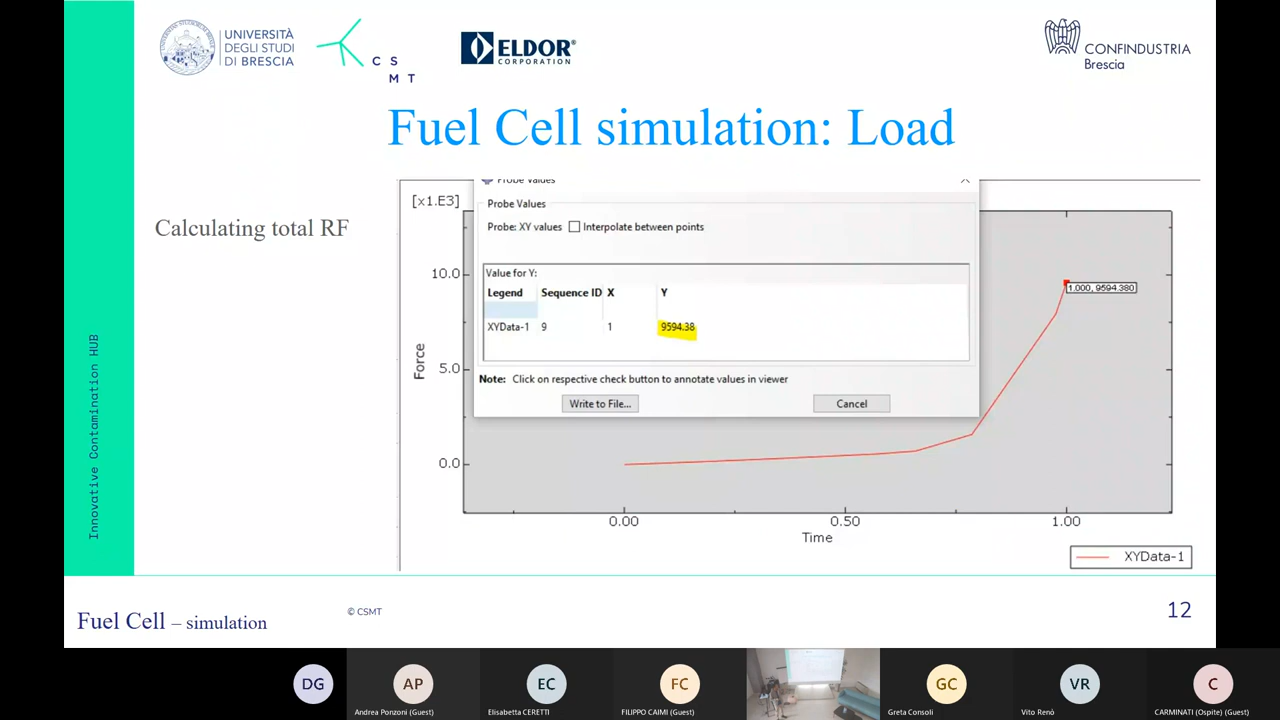 UNIVERSITÀ
DEGLI STUDI
DI BRESCIA
C S
M T
ELDOR
CORPORATION
CONFINDUSTRIA
Brescia
Fuel Cell simulation: Load
Calculating total RF
Innovative Contamination HUB
[x1.E3]
10.0
5.0
0.0
Force
0.00
0.50
1.00
Time
XYData-1
1.000, 9594.380
Probe Values
Probe Values
Probe: XY values
Interpolate between points
Value for Y:
Legend Sequence ID X Y
XYData-1 9 1 9594.38
Note: Click on respective check button to annotate values in viewer
Write to File...
Cancel
Fuel Cell – simulation
© CSMT
12
DG
AP
Andrea Ponzoni (Guest)
EC
Elisabetta CERETTI
FC
FILIPPO CAIMI (Guest)
GC
Greta Consoli
VR
Vito Renò
C
CARMINATI (Ospite) (Guest)